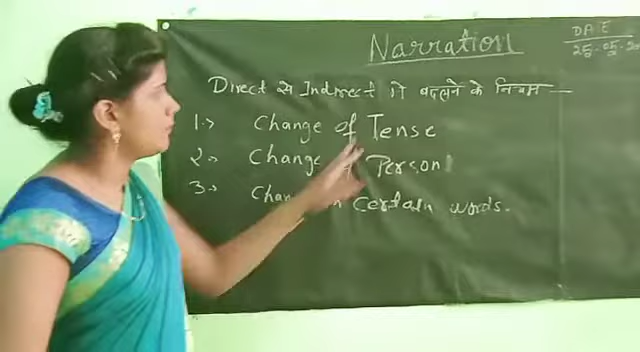 Narration
DATE
25.05.20
Direct से Indirect में बदलने के नियम —
1.> Change of Tense
2.> Change of Person
3.> Chan in Certain words.